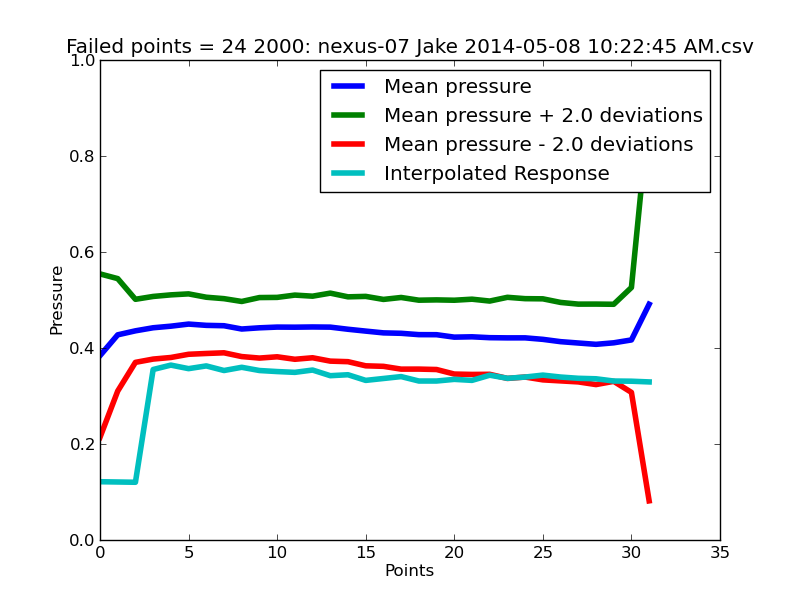 Failed points = 24 2000: nexus-07 Jake 2014-05-08 10:22:45 AM.csv
Mean pressure
Mean pressure + 2.0 deviations
Mean pressure - 2.0 deviations
Interpolated Response
1.0
0.8
0.6
0.4
0.2
0.0
Pressure
0 5 10 15 20 25 30 35
Points